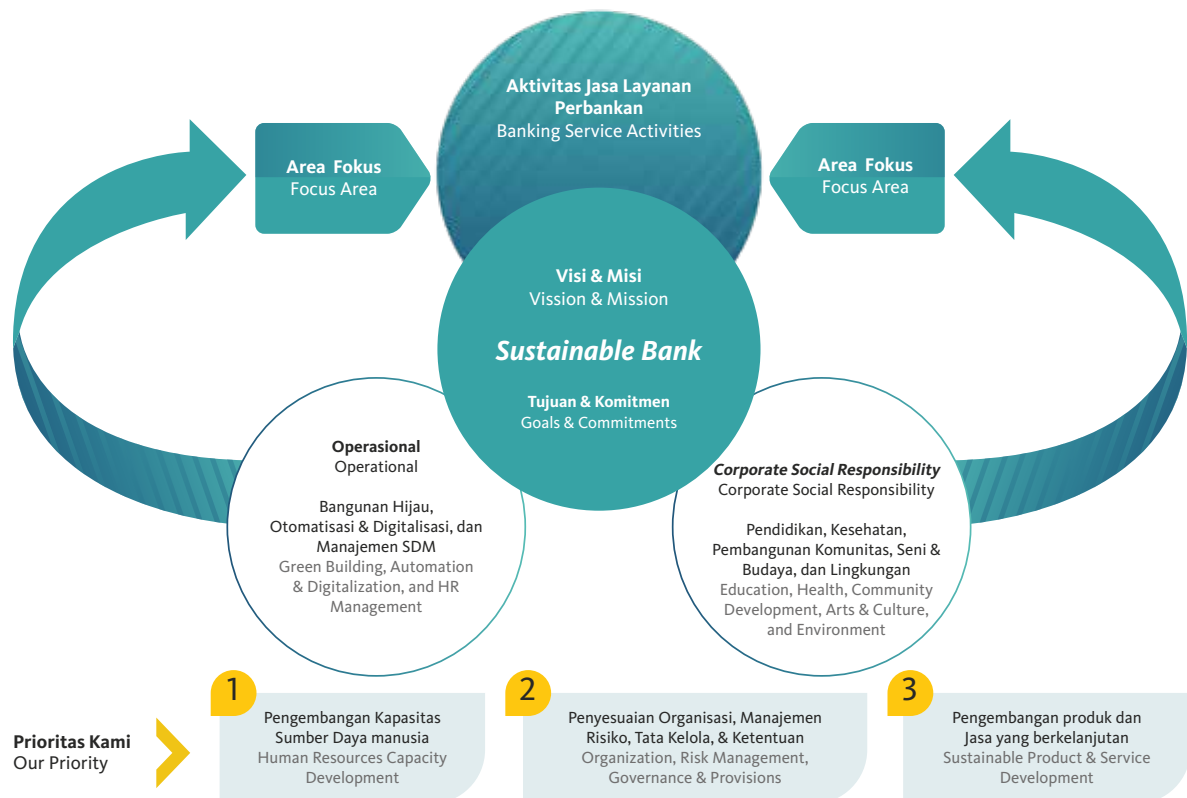 Aktivitas Jasa Layanan
Perbankan
Banking Service Activities
Area Fokus
Focus Area
Area Fokus
Focus Area
Visi & Misi
Vission & Mission
Sustainable Bank
Tujuan & Komitmen
Goals & Commitments
Operasional
Operational
Bangunan Hijau,
Otomatisasi & Digitalisasi, dan
Manajemen SDM
Green Building, Automation
& Digitalization, and HR
Management
Corporate Social Responsibility
Corporate Social Responsibility
Pendidikan, Kesehatan,
Pembangunan Komunitas, Seni &
Budaya, dan Lingkungan
Education, Health, Community
Development, Arts & Culture,
and Environment
Prioritas Kami
Our Priority
1
Pengembangan Kapasitas
Sumber Daya manusia
Human Resources Capacity
Development
2
Penyesuaian Organisasi, Manajemen
Risiko, Tata Kelola, & Ketentuan
Organization, Risk Management,
Governance & Provisions
3
Pengembangan produk dan
Jasa yang berkelanjutan
Sustainable Product & Service
Development